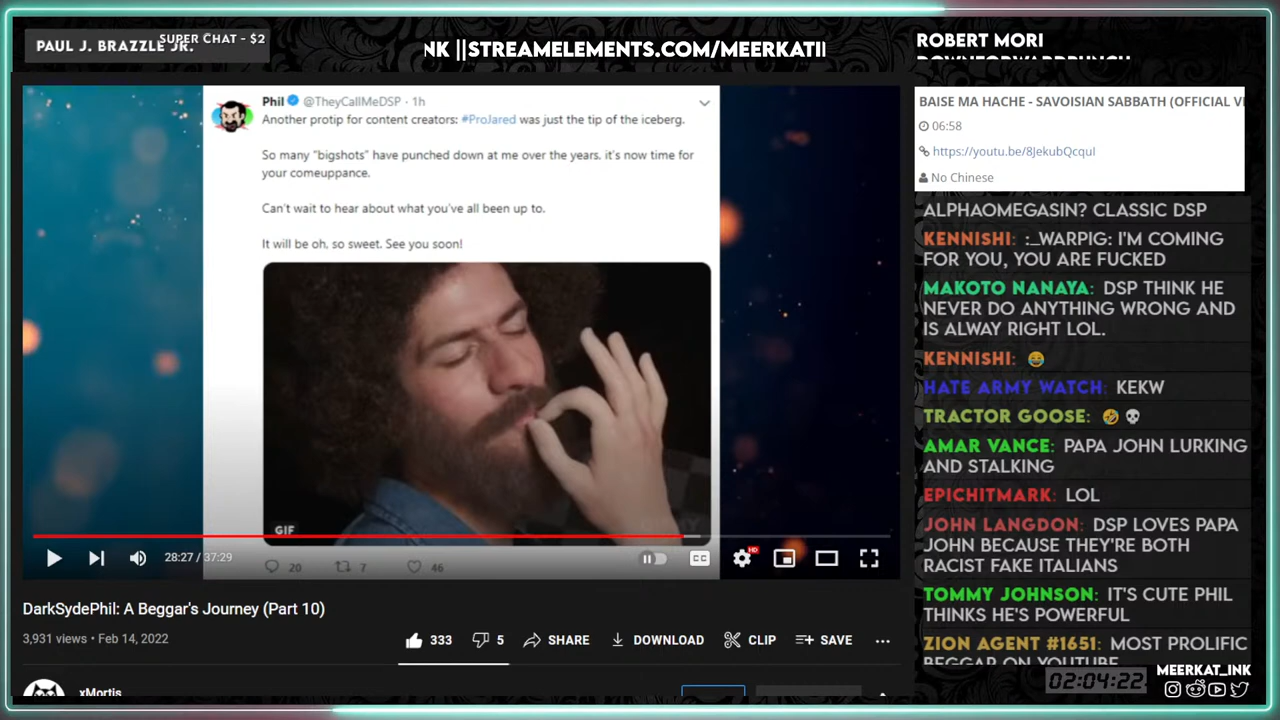 PAUL J. BRAZZLE JR.
SUPER CHAT - $2
NK ||STREAMELEMENTS.COM/MEERKATII
ROBERT MORI
DOWNFORWARDPUNCH
Phil @TheyCallMeDSP · 1h
Another protip for content creators: #ProJared was just the tip of the iceberg.
So many "bigshots" have punched down at me over the years. it's now time for
your comeuppance.
Can't wait to hear about what you've all been up to.
It will be oh, so sweet. See you soon!
GIF
20 7 46
28:27 / 37:29
CC
HD
DarkSydePhil: A Beggar's Journey (Part 10)
3,931 views • Feb 14, 2022
333 5 SHARE DOWNLOAD CLIP SAVE
xMortis
BAISE MA HACHE - SAVOISIAN SABBATH (OFFICIAL VI
06:58
https://youtu.be/8JekubQcquI
No Chinese
ALPHAOMEGASIN? CLASSIC DSP
KENNISHI: :_WARPIG: I'M COMING
FOR YOU, YOU ARE FUCKED
MAKOTO NANAYA: DSP THINK HE
NEVER DO ANYTHING WRONG AND
IS ALWAY RIGHT LOL.
KENNISHI: 😂
HATE ARMY WATCH: KEKW
TRACTOR GOOSE: 🤣💀
AMAR VANCE: PAPA JOHN LURKING
AND STALKING
EPICHITMARK: LOL
JOHN LANGDON: DSP LOVES PAPA
JOHN BECAUSE THEY'RE BOTH
RACIST FAKE ITALIANS
TOMMY JOHNSON: IT'S CUTE PHIL
THINKS HE'S POWERFUL
ZION AGENT #1651: MOST PROLIFIC
BEGGAR ON YOUTUBE
02:04:22
MEERKAT_INK